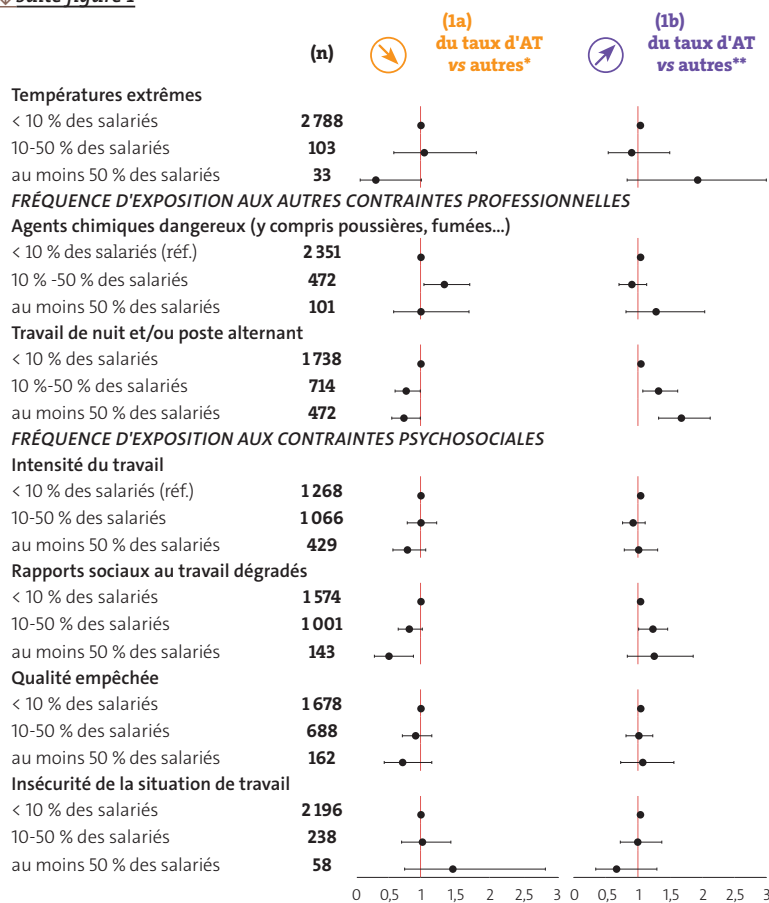 suite figure 1
(n)
(1a)
du taux d'AT
vs autres*
(1b)
du taux d'AT
vs autres**
Températures extrêmes
< 10 % des salariés 2 788
10-50 % des salariés 103
au moins 50 % des salariés 33
FRÉQUENCE D'EXPOSITION AUX AUTRES CONTRAINTES PROFESSIONNELLES
Agents chimiques dangereux (y compris poussières, fumées...)
< 10 % des salariés (réf.) 2 351
10 % -50 % des salariés 472
au moins 50 % des salariés 101
Travail de nuit et/ou poste alternant
< 10 % des salariés 1 738
10 %-50 % des salariés 714
au moins 50 % des salariés 472
FRÉQUENCE D'EXPOSITION AUX CONTRAINTES PSYCHOSOCIALES
Intensité du travail
< 10 % des salariés (réf.) 1 268
10-50 % des salariés 1 066
au moins 50 % des salariés 429
Rapports sociaux au travail dégradés
< 10 % des salariés 1 574
10-50 % des salariés 1 001
au moins 50 % des salariés 143
Qualité empêchée
< 10 % des salariés 1 678
10-50 % des salariés 688
au moins 50 % des salariés 162
Insécurité de la situation de travail
< 10 % des salariés 2 196
10-50 % des salariés 238
au moins 50 % des salariés 58
0 0,5 1 1,5 2 2,5 3 0 0,5 1 1,5 2 2,5 3